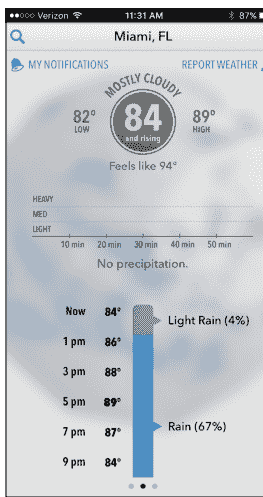 Verizon 11:31 AM 87%
Miami, FL
MY NOTIFICATIONS REPORT WEATHER
MOSTLY CLOUDY
82° 84 89°
LOW and rising HIGH
Feels like 94°
HEAVY
MED
LIGHT
10 min 20 min 30 min 40 min 50 min
No precipitation.
Now 84°
Light Rain (4%)
1 pm 86°
3 pm 88°
5 pm 89°
7 pm 87° Rain (67%)
9 pm 84°